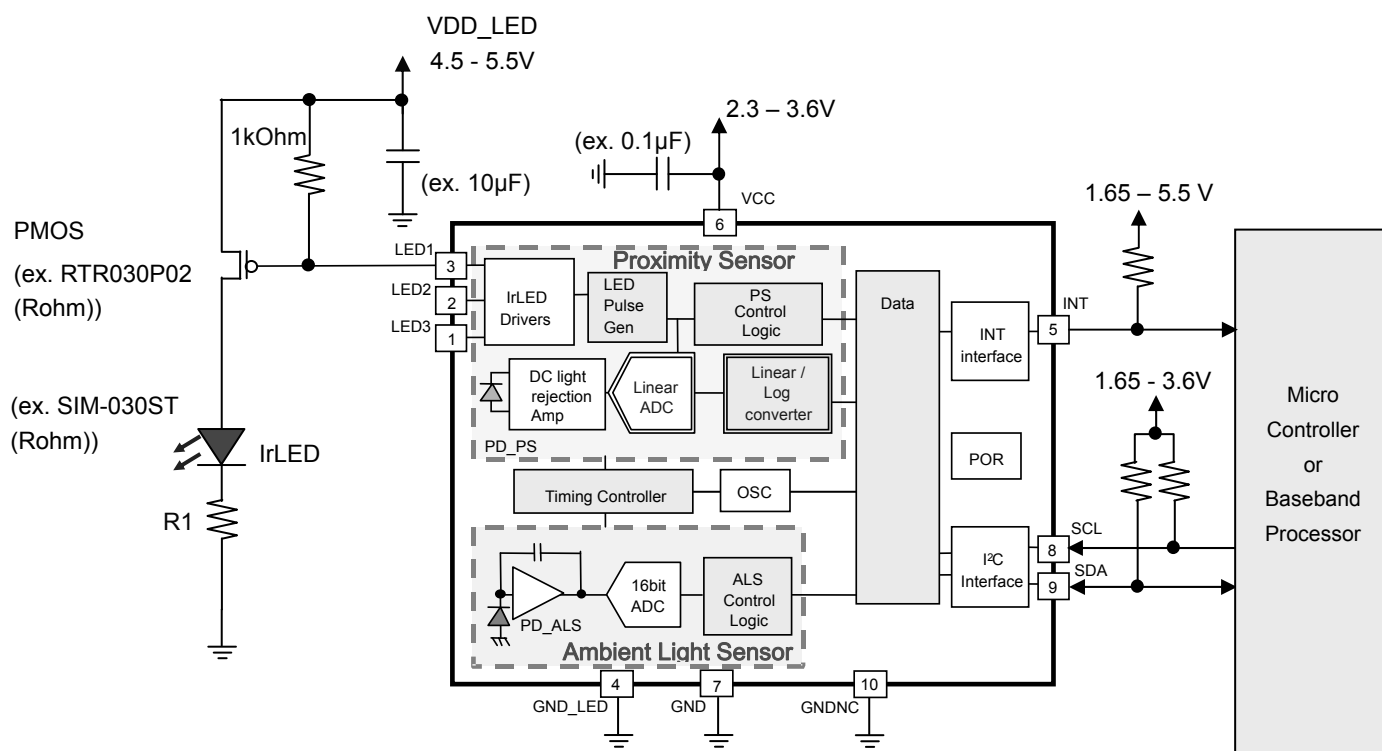 VDD_LED
4.5 - 5.5V
1kOhm
(ex. 10µF)
(ex. 0.1µF)
2.3 – 3.6V
VCC
6
PMOS
(ex. RTR030P02
(Rohm))
LED1
3
LED2
2
LED3
1
(ex. SIM-030ST
(Rohm))
IrLED
R1
Proximity Sensor
IrLED
Drivers
LED
Pulse
Gen
PS
Control
Logic
DC light
rejection
Amp
Linear
ADC
Linear /
Log
converter
PD_PS
Timing Controller
OSC
PD_ALS
16bit
ADC
ALS
Control
Logic
Ambient Light Sensor
Data
INT
interface
POR
I²C
Interface
1.65 – 5.5 V
INT
5
1.65 - 3.6V
SCL
8
SDA
9
Micro
Controller
or
Baseband
Processor
4
GND_LED
7
GND
10
GNDNC